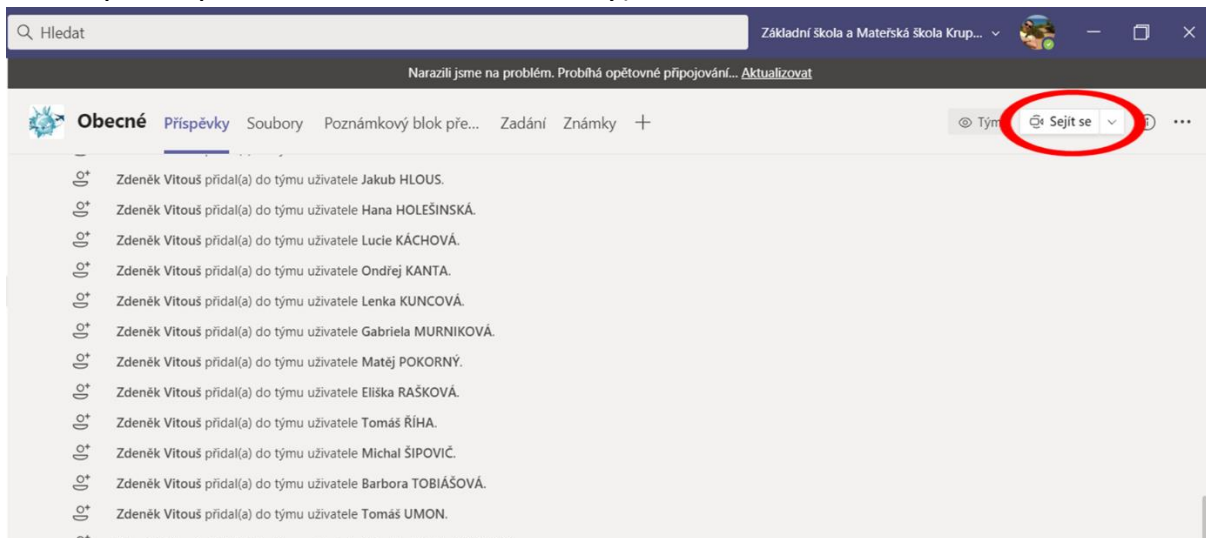 Hledat
Základní škola a Mateřská škola Krup...
Narazili jsme na problém. Probíhá opětovné připojování... Aktualizovat
Obecné Příspěvky Soubory Poznámkový blok pře... Zadání Známky + Tým Sejít se ...
Zdeněk Vitouš přidal(a) do týmu uživatele Jakub HLOUS.
Zdeněk Vitouš přidal(a) do týmu uživatele Hana HOLEŠINSKÁ.
Zdeněk Vitouš přidal(a) do týmu uživatele Lucie KÁCHOVÁ.
Zdeněk Vitouš přidal(a) do týmu uživatele Ondřej KANTA.
Zdeněk Vitouš přidal(a) do týmu uživatele Lenka KUNCOVÁ.
Zdeněk Vitouš přidal(a) do týmu uživatele Gabriela MURNIKOVÁ.
Zdeněk Vitouš přidal(a) do týmu uživatele Matěj POKORNÝ.
Zdeněk Vitouš přidal(a) do týmu uživatele Eliška RAŠKOVÁ.
Zdeněk Vitouš přidal(a) do týmu uživatele Tomáš ŘÍHA.
Zdeněk Vitouš přidal(a) do týmu uživatele Michal ŠIPOVIČ.
Zdeněk Vitouš přidal(a) do týmu uživatele Barbora TOBIÁŠOVÁ.
Zdeněk Vitouš přidal(a) do týmu uživatele Tomáš UMON.